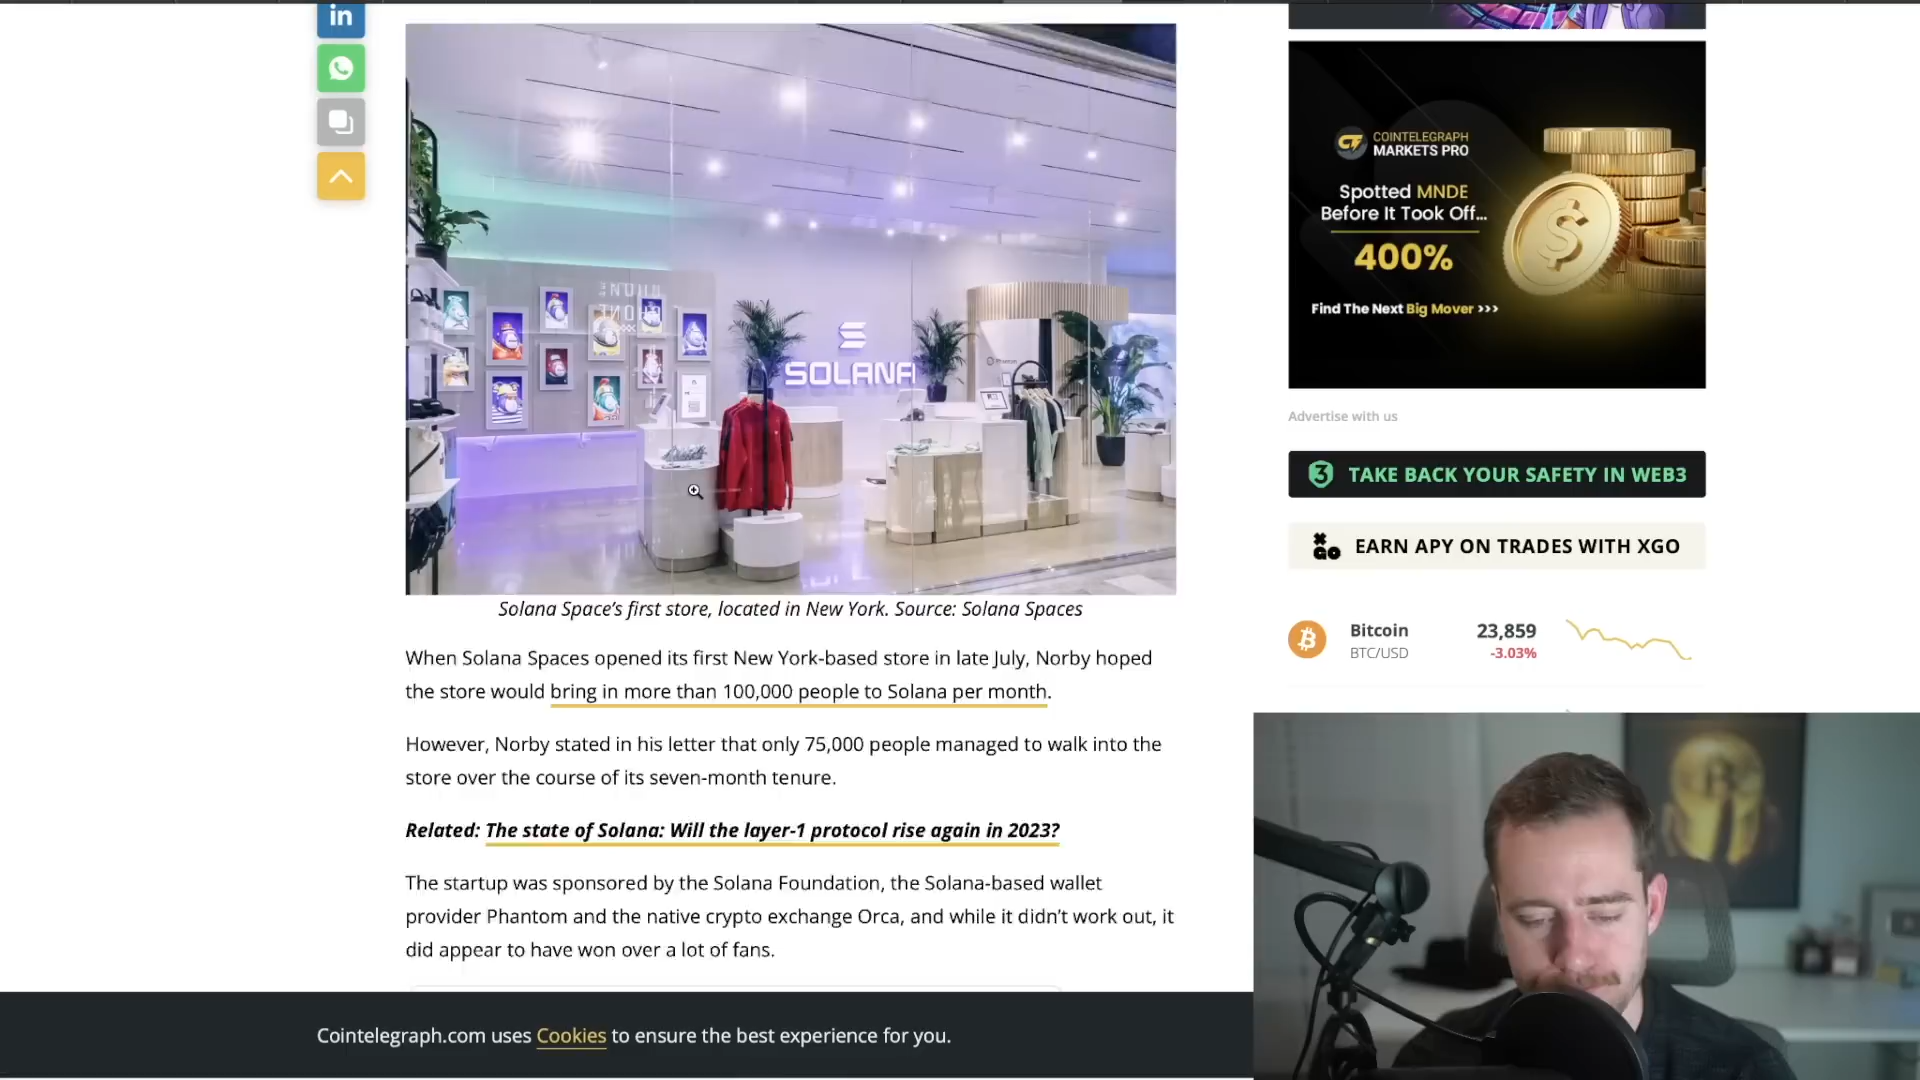 in
SOLANA
Phantom
Solana Space's first store, located in New York. Source: Solana Spaces
When Solana Spaces opened its first New York-based store in late July, Norby hoped
the store would bring in more than 100,000 people to Solana per month.
However, Norby stated in his letter that only 75,000 people managed to walk into the
store over the course of its seven-month tenure.
Related: The state of Solana: Will the layer-1 protocol rise again in 2023?
The startup was sponsored by the Solana Foundation, the Solana-based wallet
provider Phantom and the native crypto exchange Orca, and while it didn't work out, it
did appear to have won over a lot of fans.
COINTELEGRAPH
MARKETS PRO
Spotted MNDE
Before It Took Off...
400%
Find The Next Big Mover >>>
Advertise with us
3 TAKE BACK YOUR SAFETY IN WEB3
XGO EARN APY ON TRADES WITH XGO
Bitcoin 23,859
BTC/USD -3.03%
Cointelegraph.com uses Cookies to ensure the best experience for you.